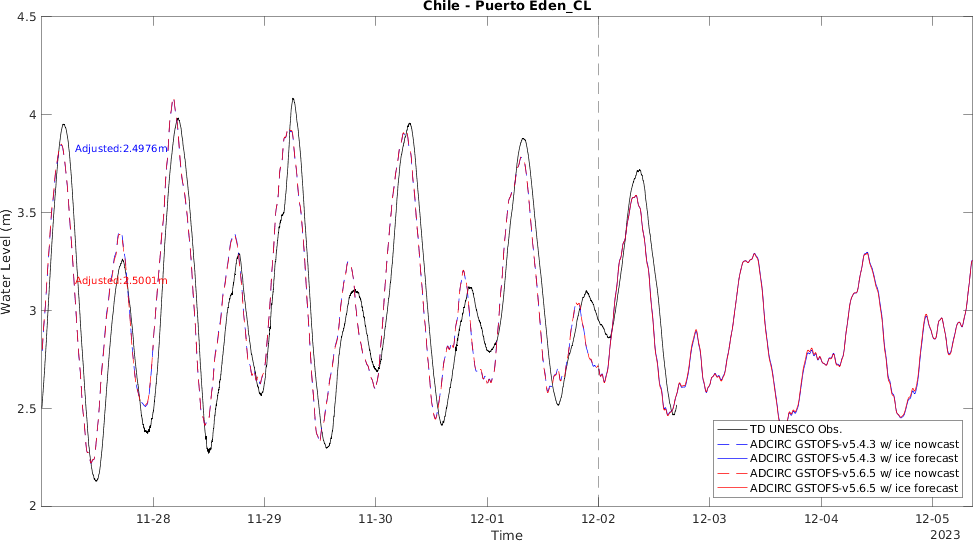 Chile - Puerto Eden_CL
4.5
4
3.5
3
2.5
2
Water Level (m)
Adjusted:2.4976m
Adjusted:2.5001m
TD UNESCO Obs.
ADCIRC GSTOFS-v5.4.3 w/ ice nowcast
ADCIRC GSTOFS-v5.4.3 w/ ice forecast
ADCIRC GSTOFS-v5.6.5 w/ ice nowcast
ADCIRC GSTOFS-v5.6.5 w/ ice forecast
11-28 11-29 11-30 12-01 12-02 12-03 12-04 12-05
Time
2023